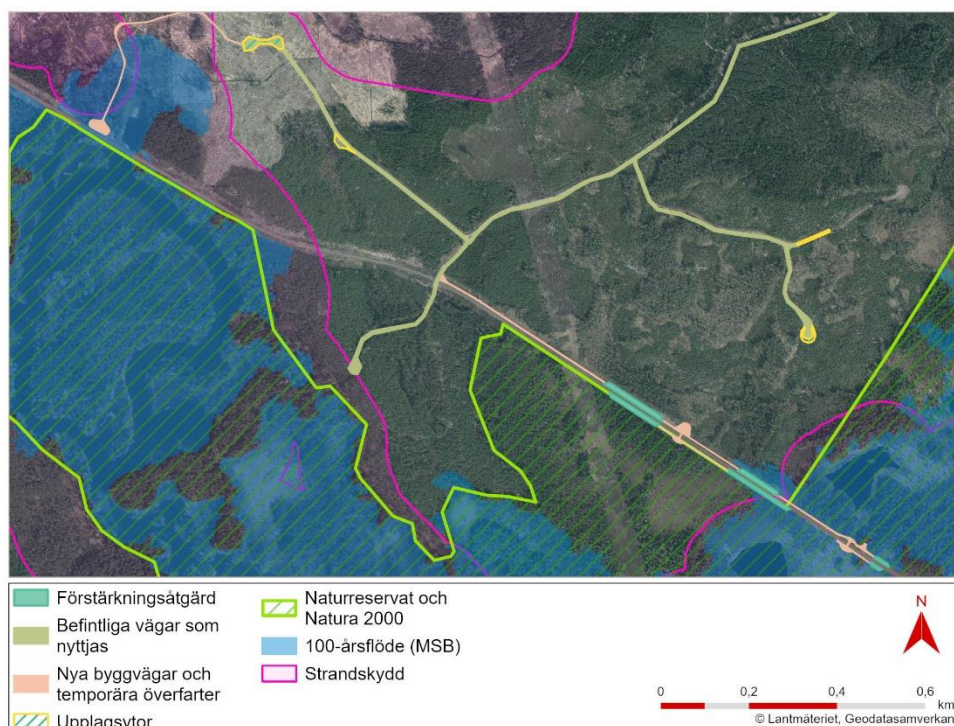 Förstärkningsåtgärd
Befintliga vägar som
nyttjas
Nya byggvägar och
temporära överfarter
Upplagsytor
Naturreservat och
Natura 2000
100-årsflöde (MSB)
Strandskydd
N
0 0,2 0,4 0,6
km
© Lantmäteriet, Geodatasamverkan